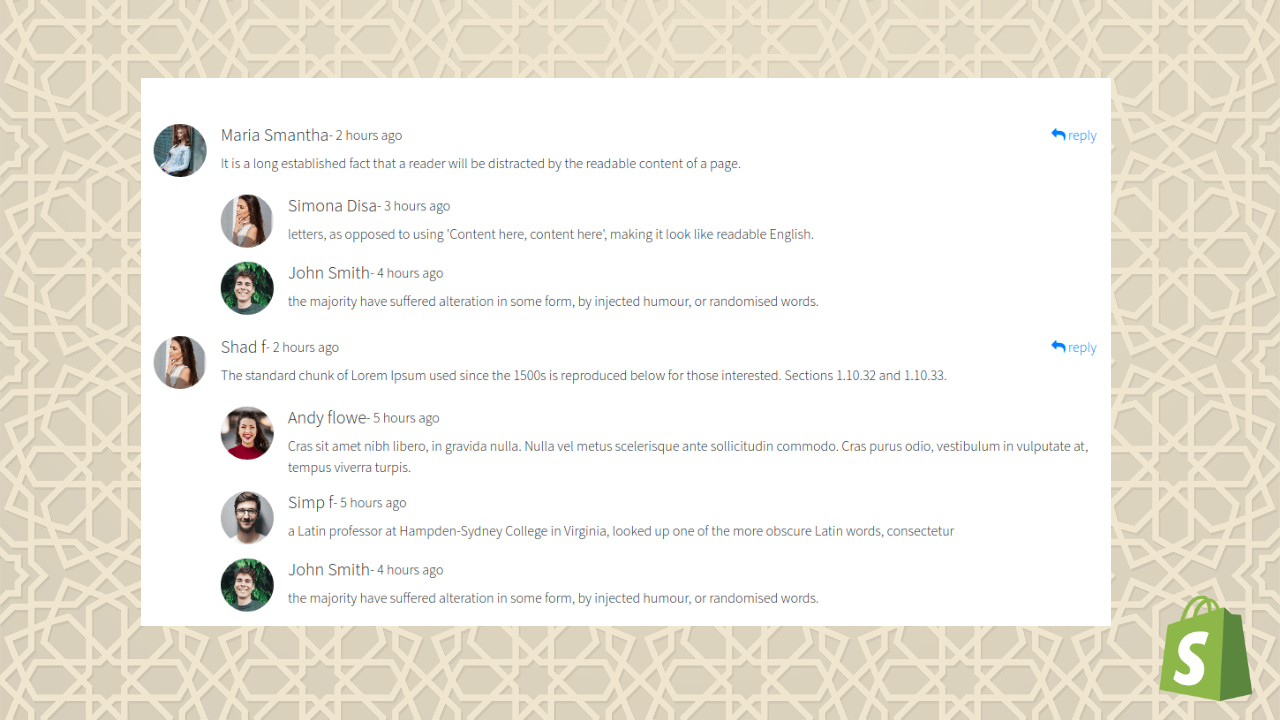 Maria Smantha- 2 hours ago
reply
It is a long established fact that a reader will be distracted by the readable content of a page.
Simona Disa- 3 hours ago
letters, as opposed to using 'Content here, content here', making it look like readable English.
John Smith- 4 hours ago
the majority have suffered alteration in some form, by injected humour, or randomised words.
Shad f- 2 hours ago
reply
The standard chunk of Lorem Ipsum used since the 1500s is reproduced below for those interested. Sections 1.10.32 and 1.10.33.
Andy flowe- 5 hours ago
Cras sit amet nibh libero, in gravida nulla. Nulla vel metus scelerisque ante sollicitudin commodo. Cras purus odio, vestibulum in vulputate at,
tempus viverra turpis.
Simp f- 5 hours ago
a Latin professor at Hampden-Sydney College in Virginia, looked up one of the more obscure Latin words, consectetur
John Smith- 4 hours ago
the majority have suffered alteration in some form, by injected humour, or randomised words.
S